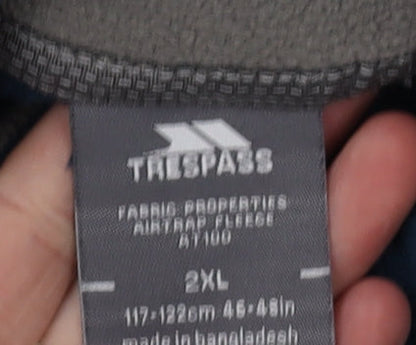 TRESPASS
FABRIC PROPERTIES
AIRTRAP FLEECE
AT100
2XL
117-122cm 46-48in
made in bangladesh